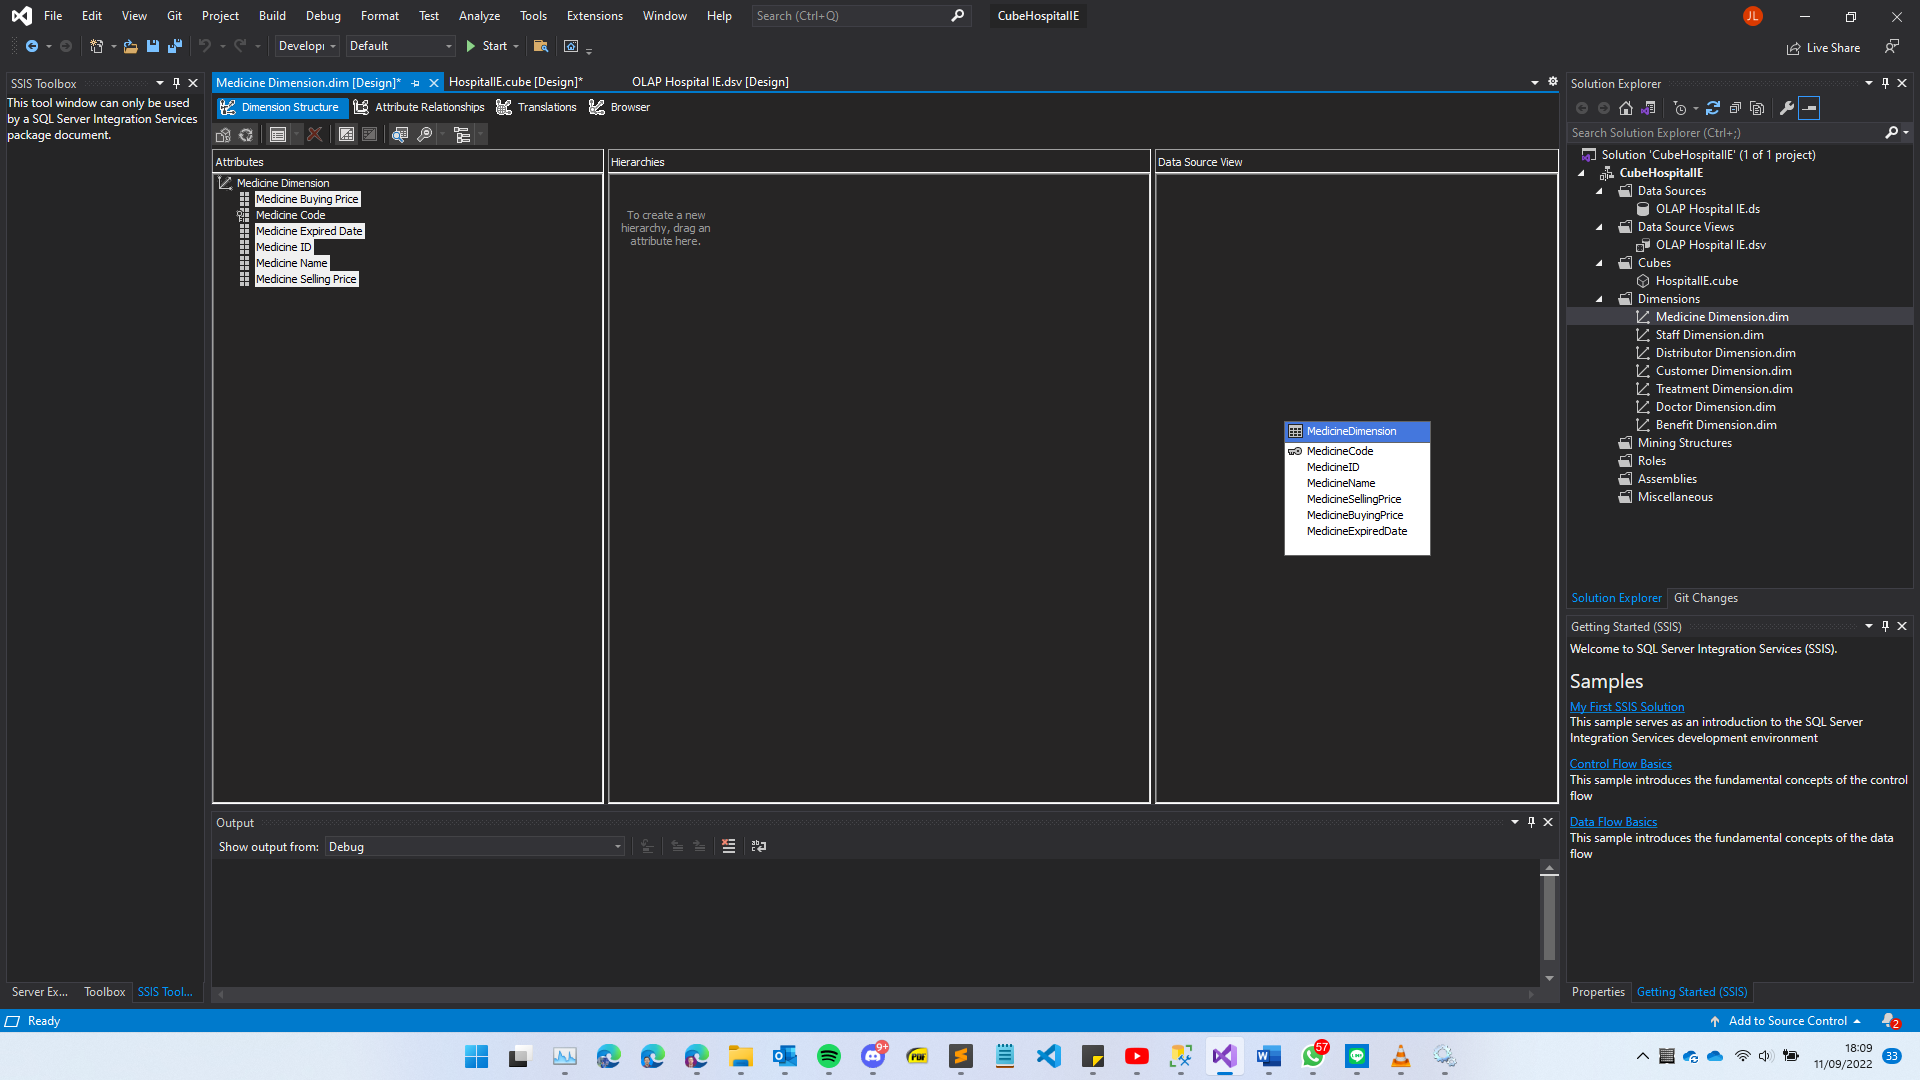 File Edit View Git Project Build Debug Format Test Analyze Tools Extensions Window Help Search (Ctrl+Q) CubeHospitalIE JL
Developi Default Start Live Share
SSIS Toolbox
This tool window can only be used
by a SQL Server Integration Services
package document.
Medicine Dimension.dim [Design]* HospitalIE.cube [Design]* OLAP Hospital IE.dsv [Design]
Dimension Structure Attribute Relationships Translations Browser
Attributes
Medicine Dimension
Medicine Buying Price
Medicine Code
Medicine Expired Date
Medicine ID
Medicine Name
Medicine Selling Price
Hierarchies
To create a new
hierarchy, drag an
attribute here.
Data Source View
MedicineDimension
MedicineCode
MedicineID
MedicineName
MedicineSellingPrice
MedicineBuyingPrice
MedicineExpiredDate
Output
Show output from: Debug
Solution Explorer
Search Solution Explorer (Ctrl+;)
Solution 'CubeHospitalIE' (1 of 1 project)
CubeHospitalIE
Data Sources
OLAP Hospital IE.ds
Data Source Views
OLAP Hospital IE.dsv
Cubes
HospitalIE.cube
Dimensions
Medicine Dimension.dim
Staff Dimension.dim
Distributor Dimension.dim
Customer Dimension.dim
Treatment Dimension.dim
Doctor Dimension.dim
Benefit Dimension.dim
Mining Structures
Roles
Assemblies
Miscellaneous
Solution Explorer Git Changes
Getting Started (SSIS)
Welcome to SQL Server Integration Services (SSIS).
Samples
My First SSIS Solution
This sample serves as an introduction to the SQL Server
Integration Services development environment
Control Flow Basics
This sample introduces the fundamental concepts of the control
flow
Data Flow Basics
This sample introduces the fundamental concepts of the data
flow
Server Ex... Toolbox SSIS Tool...
Properties Getting Started (SSIS)
Ready Add to Source Control 2
9+ PDF 57
18:09
11/09/2022 33